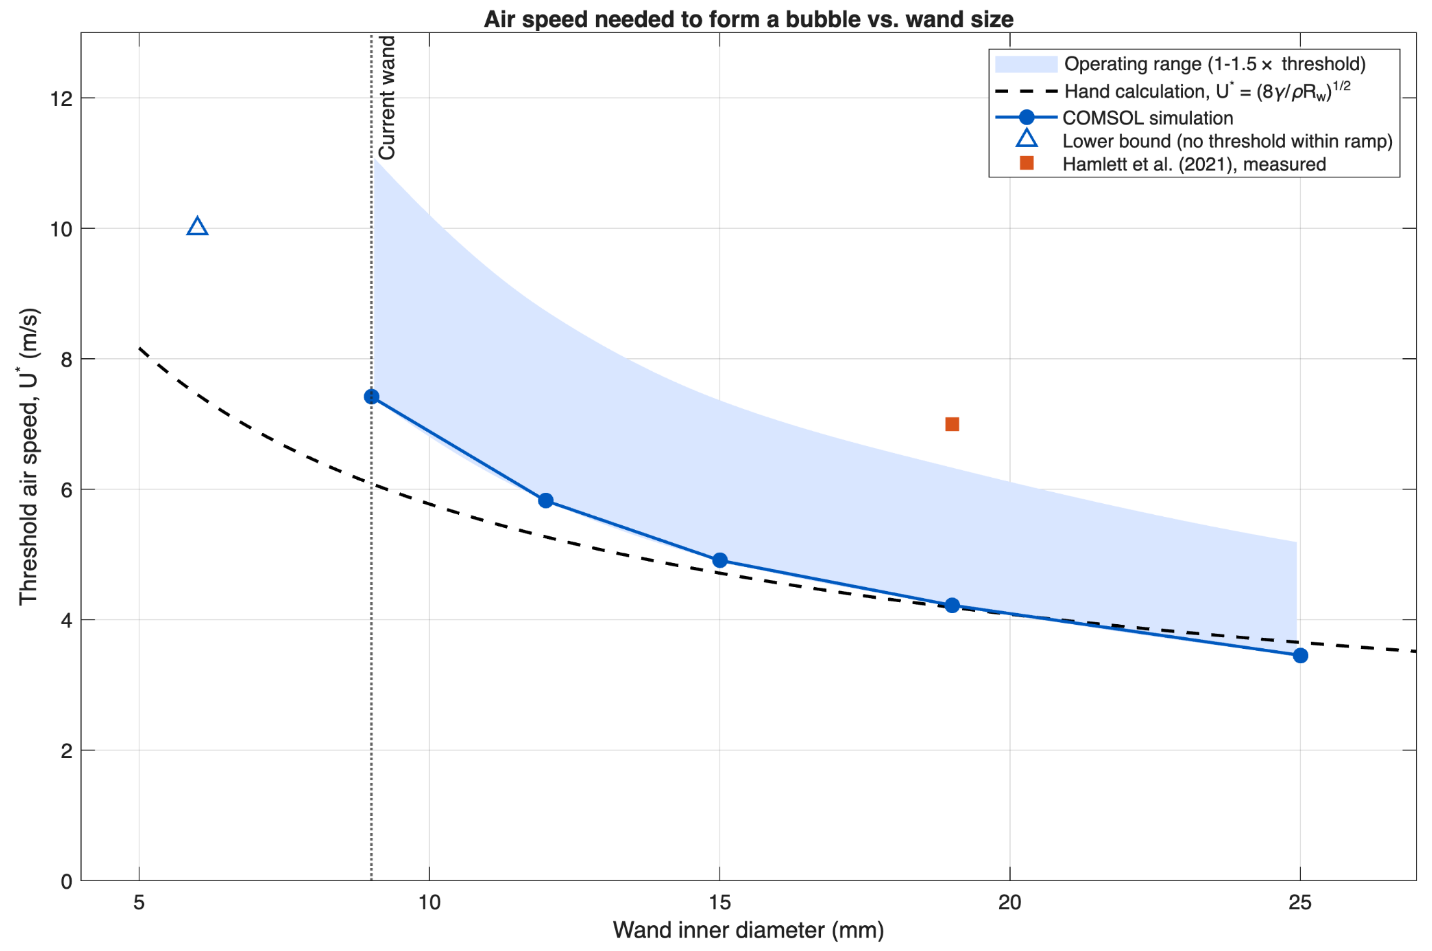 Air speed needed to form a bubble vs. wand size
Current wand
Operating range (1-1.5 × threshold)
Hand calculation, U* = (8γ/ρR_w)^1/2
COMSOL simulation
Lower bound (no threshold within ramp)
Hamlett et al. (2021), measured
Threshold air speed, U* (m/s)
12
10
8
6
4
2
0
5 10 15 20 25
Wand inner diameter (mm)